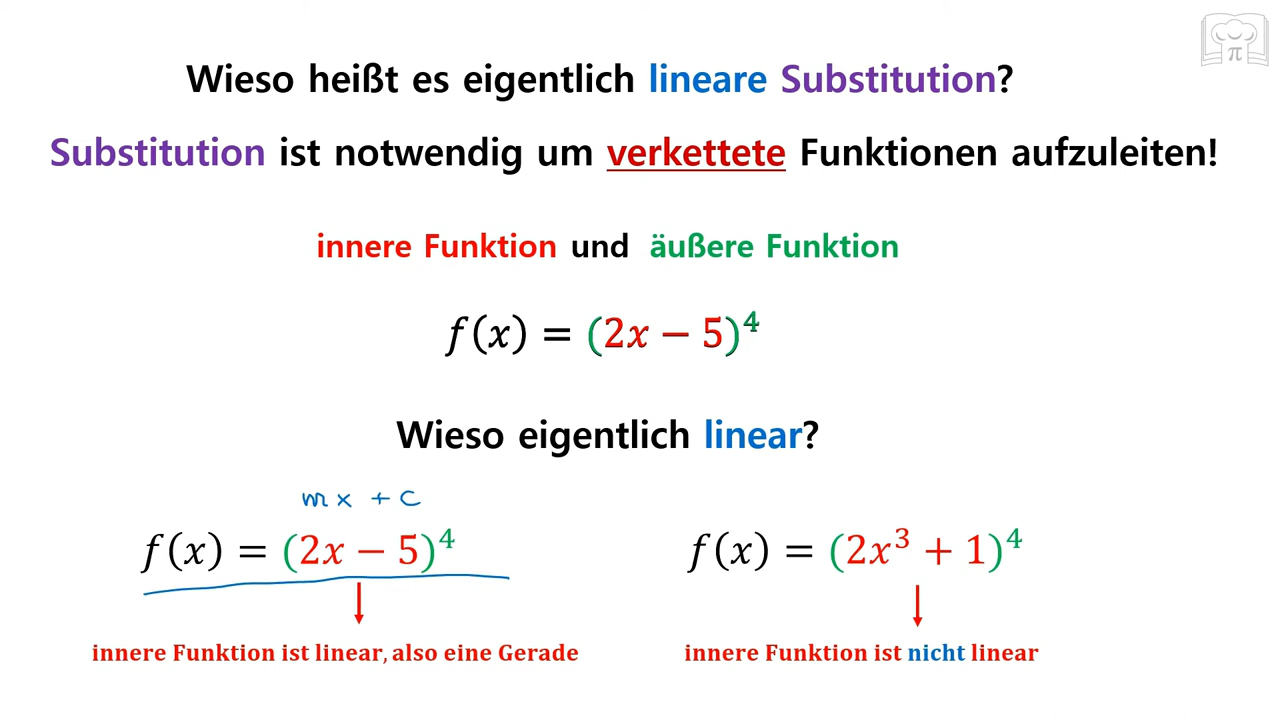 Wieso heißt es eigentlich lineare Substitution?
Substitution ist notwendig um verkettete Funktionen aufzuleiten!
innere Funktion und äußere Funktion
f(x) = (2x − 5)⁴
Wieso eigentlich linear?
mx + c
f(x) = (2x − 5)⁴
f(x) = (2x³ + 1)⁴
innere Funktion ist linear, also eine Gerade
innere Funktion ist nicht linear
π